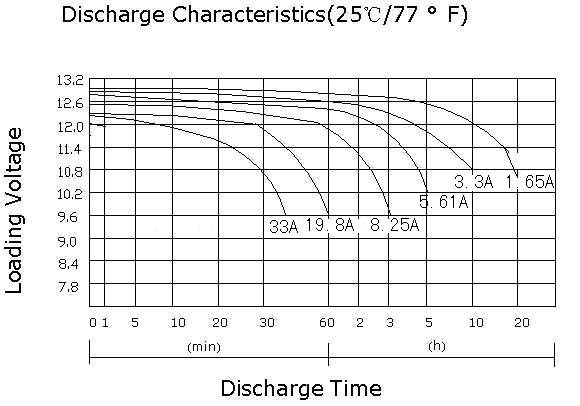 Discharge Characteristics(25℃/77 ° F)
Loading Voltage
13.2
12.6
12.0
11.4
10.8
10.2
9.6
9.0
8.4
7.8
3.3A 1.65A
5.61A
33A 19.8A 8.25A
0 1 5 10 20 30 60 2 3 5 10 20
(min) (h)
Discharge Time